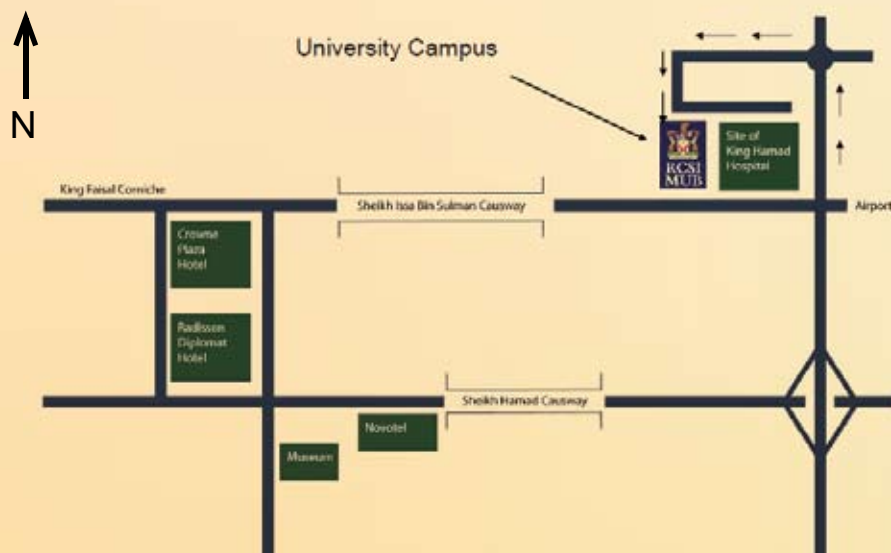 N
University Campus
RCSI
MUB
Site of
King Hamad
Hospital
King Faisal Corniche
Sheikh Issa Bin Sulman Causway
Airport
Crowne
Plaza
Hotel
Radisson
Diplomat
Hotel
Sheikh Hamad Causway
Novotel
Museum